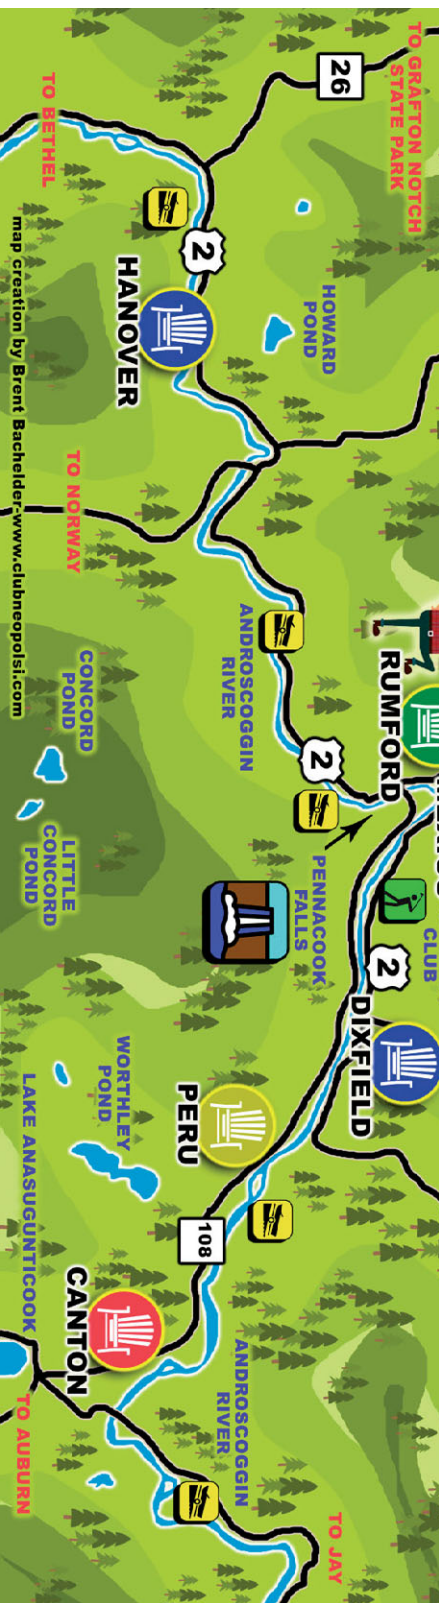 TO GRAFTON NOTCH
STATE PARK
26
TO BETHEL
2
HANOVER
HOWARD
POND
TO NORWAY
ANDROSCOGGIN
RIVER
RUMFORD
2
CONCORD
POND
LITTLE
CONCORD
POND
PENNACOOK
FALLS
CLUB
2
DIXFIELD
PERU
WORTHLEY
POND
108
LAKE ANASUGUNTICOOK
CANTON
ANDROSCOGGIN
RIVER
TO AUBURN
TO JAY
map creation by Brent Bachelder-www.clubneopolsi.com